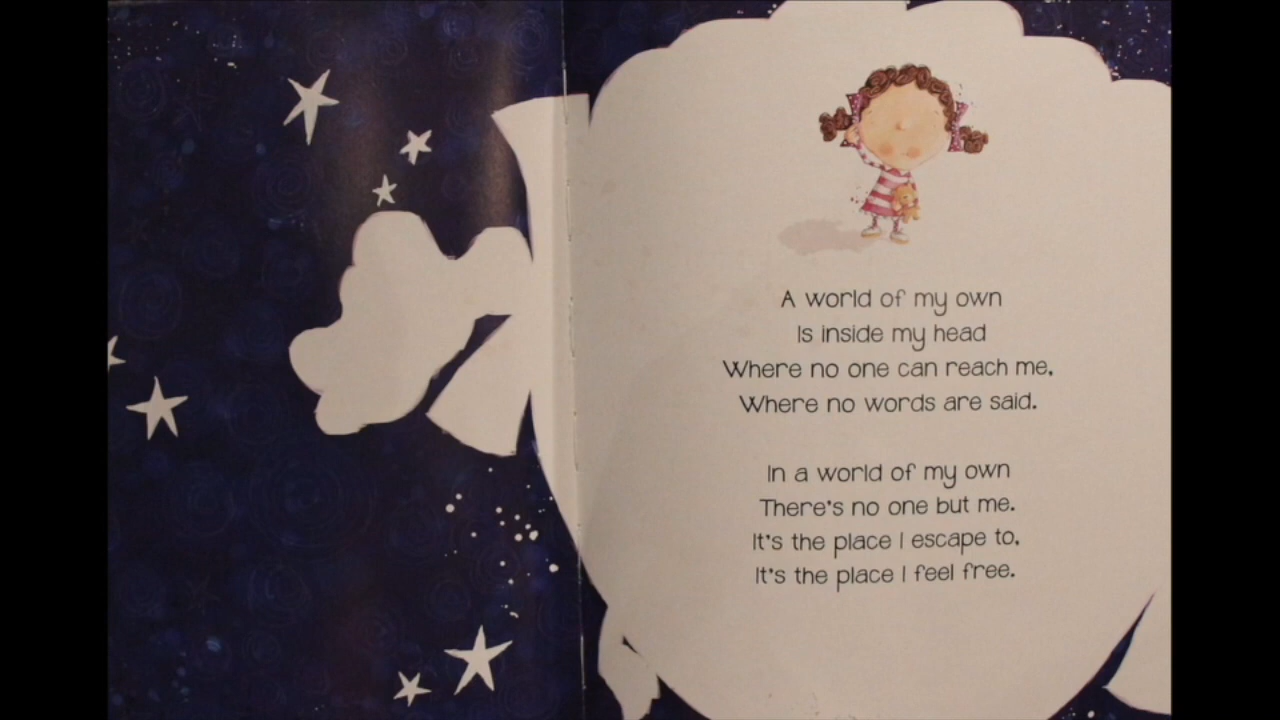 A world of my own
Is inside my head
Where no one can reach me,
Where no words are said.
In a world of my own
There's no one but me.
It's the place I escape to,
It's the place I feel free.